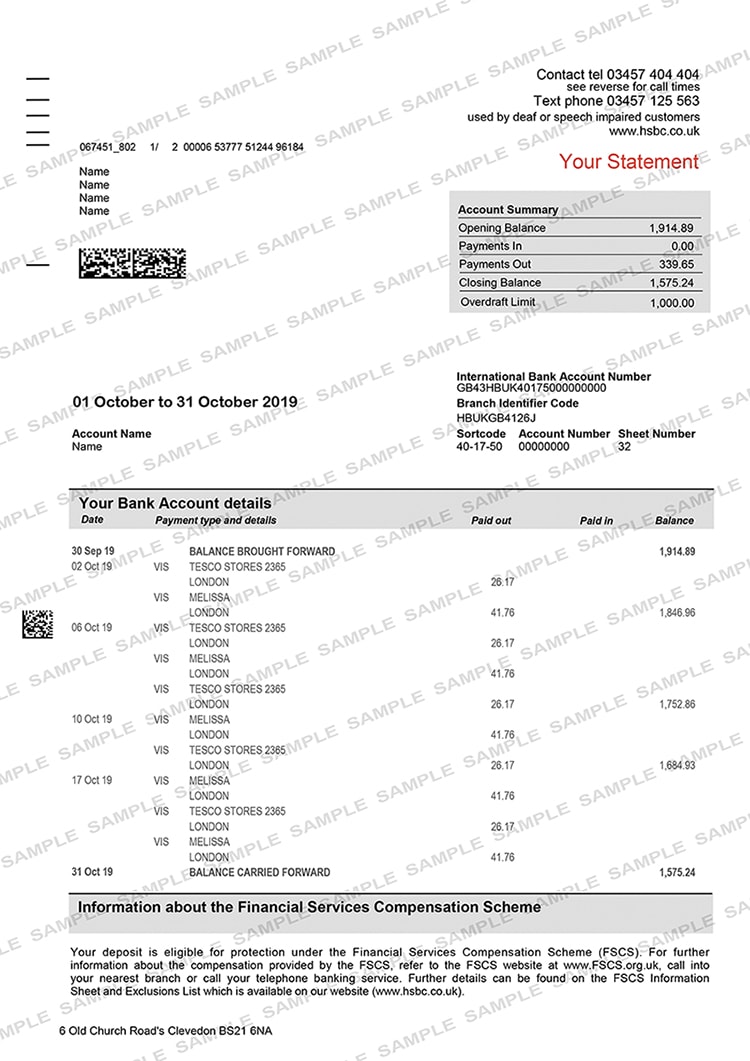 Contact tel 03457 404 404
see reverse for call times
Text phone 03457 125 563
used by deaf or speech impaired customers
www.hsbc.co.uk
Your Statement
067451_802 1/ 2 00006 53777 51244 96184
Name
Name
Name
Name
Account Summary
Opening Balance 1,914.89
Payments In 0,00
Payments Out 339.65
Closing Balance 1,575.24
Overdraft Limit 1,000.00
International Bank Account Number
GB43HBUK40175000000000
Branch Identifier Code
HBUKGB4126J
Sortcode Account Number Sheet Number
40-17-50 00000000 32
01 October to 31 October 2019
Account Name
Name
Your Bank Account details
Date Payment type and details Paid out Paid in Balance
30 Sep 19 BALANCE BROUGHT FORWARD 1,914.89
02 Oct 19 VIS TESCO STORES 2365
LONDON 26.17
VIS MELISSA
LONDON 41.76 1,846.96
06 Oct 19 VIS TESCO STORES 2365
LONDON 26.17
VIS MELISSA
LONDON 41.76
VIS TESCO STORES 2365
LONDON 26.17 1,752.86
10 Oct 19 VIS MELISSA
LONDON 41.76
VIS TESCO STORES 2365
LONDON 26.17 1,684.93
17 Oct 19 VIS MELISSA
LONDON 41.76
VIS TESCO STORES 2365
LONDON 26.17
VIS MELISSA
LONDON 41.76
31 Oct 19 BALANCE CARRIED FORWARD 1,575.24
Information about the Financial Services Compensation Scheme
Your deposit is eligible for protection under the Financial Services Compensation Scheme (FSCS). For further
information about the compensation provided by the FSCS, refer to the FSCS website at www.FSCS.org.uk, call into
your nearest branch or call your telephone banking service. Further details can be found on the FSCS Information
Sheet and Exclusions List which is available on our website (www.hsbc.co.uk).
6 Old Church Road's Clevedon BS21 6NA
SAMPLE SAMPLE SAMPLE SAMPLE SAMPLE SAMPLE